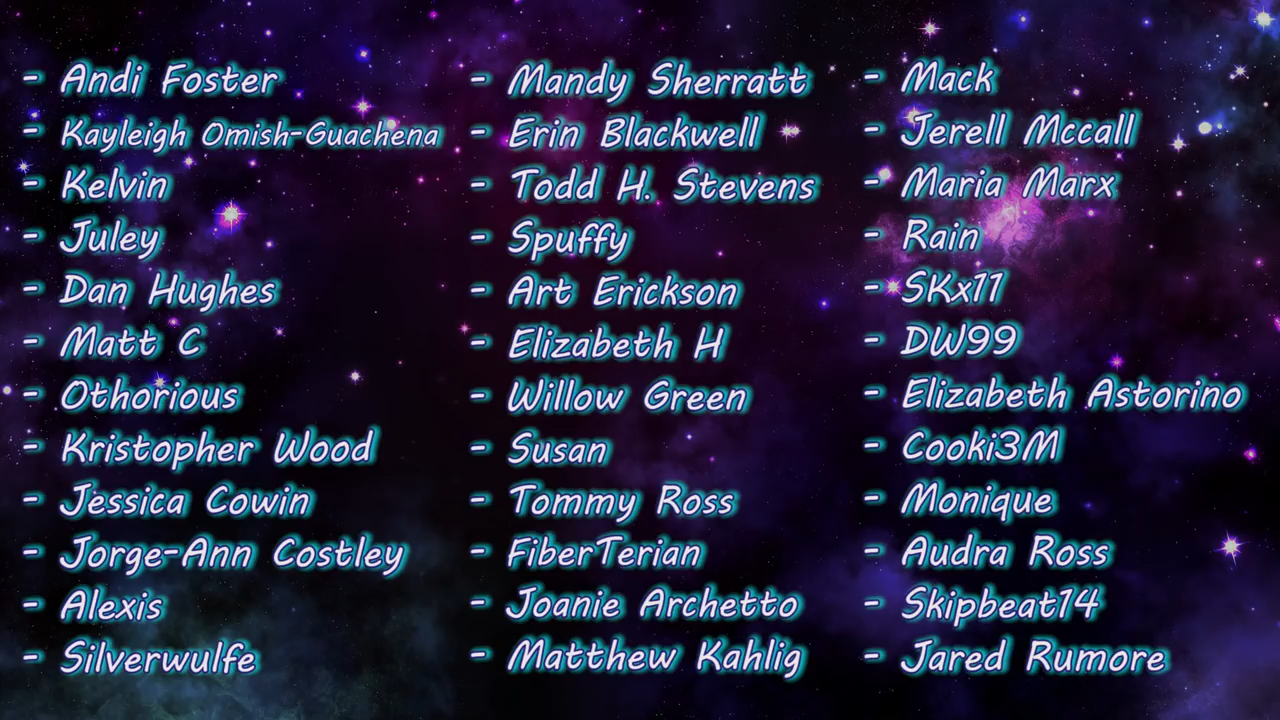 - Andi Foster
- Kayleigh Omish-Guachena
- Kelvin
- Juley
- Dan Hughes
- Matt C
- Othorious
- Kristopher Wood
- Jessica Cowin
- Jorge-Ann Costley
- Alexis
- Silverwulfe
- Mandy Sherratt
- Erin Blackwell
- Todd H. Stevens
- Spuffy
- Art Erickson
- Elizabeth H
- Willow Green
- Susan
- Tommy Ross
- FiberTerian
- Joanie Archetto
- Matthew Kahlig
- Mack
- Jerell Mccall
- Maria Marx
- Rain
- SKx17
- DW99
- Elizabeth Astorino
- Cooki3M
- Monique
- Audra Ross
- Skipbeat14
- Jared Rumore